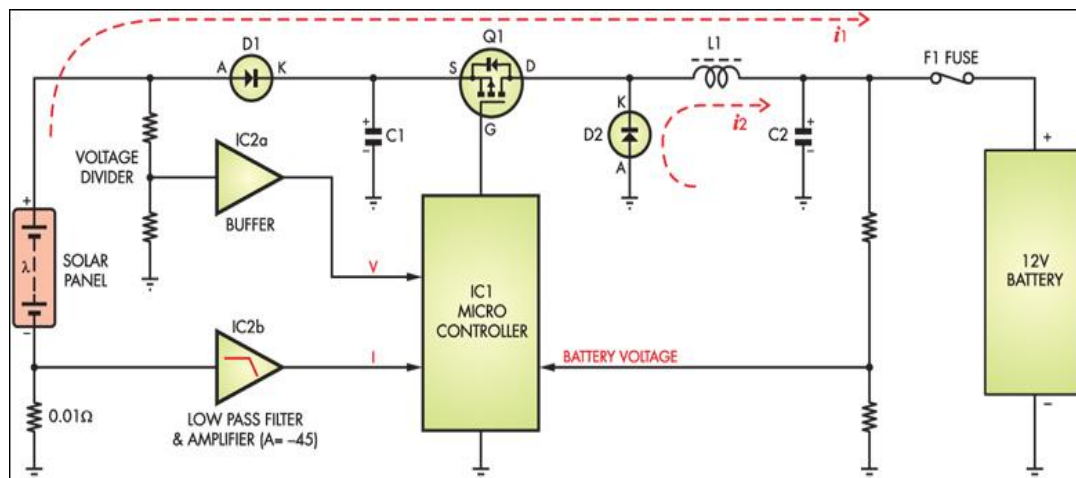 i1
Q1
L1
D1
F1 FUSE
A
K
S
D
G
K
D2
A
i2
C2
+
–
+
C1
–
IC2a
VOLTAGE
DIVIDER
BUFFER
+
λ
–
SOLAR
PANEL
V
IC1
MICRO
CONTROLLER
+
12V
BATTERY
–
IC2b
I
BATTERY VOLTAGE
0.01Ω
LOW PASS FILTER
& AMPLIFIER (A= –45)